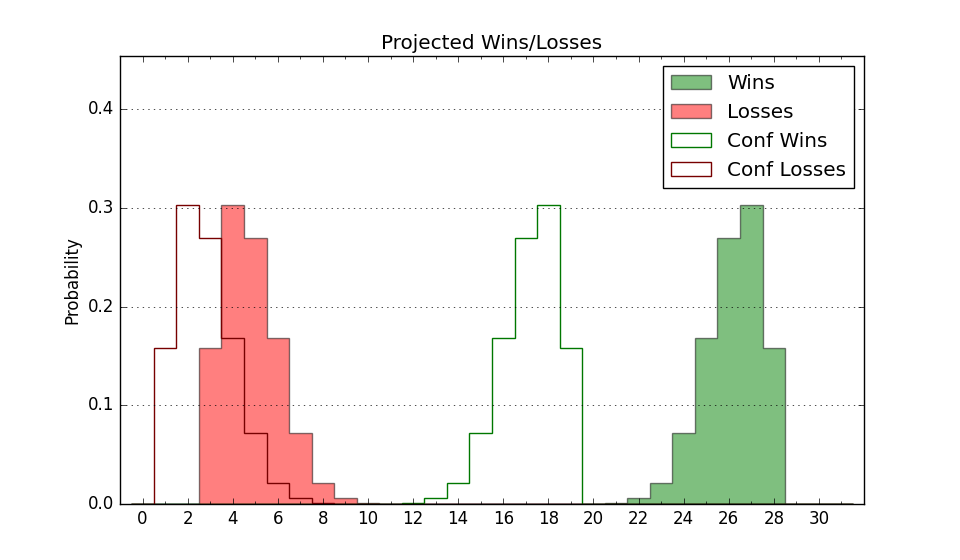 Projected Wins/Losses
Wins
Losses
Conf Wins
Conf Losses
Probability
0.4
0.3
0.2
0.1
0.0
0 2 4 6 8 10 12 14 16 18 20 22 24 26 28 30